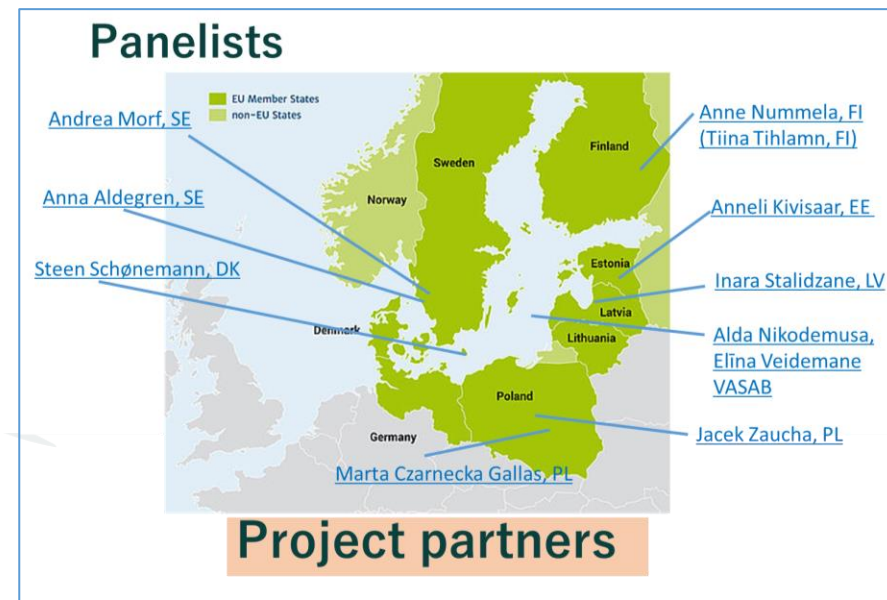 Panelists
EU Member States
non-EU States
Andrea Morf, SE
Anna Aldegren, SE
Steen Schønemann, DK
Norway
Sweden
Finland
Estonia
Latvia
Lithuania
Denmark
Poland
Germany
Anne Nummela, FI
(Tiina Tihlamn, FI)
Anneli Kivisaar, EE
Inara Stalidzane, LV
Alda Nikodemusa,
Elīna Veidemane
VASAB
Jacek Zaucha, PL
Marta Czarnecka Gallas, PL
Project partners